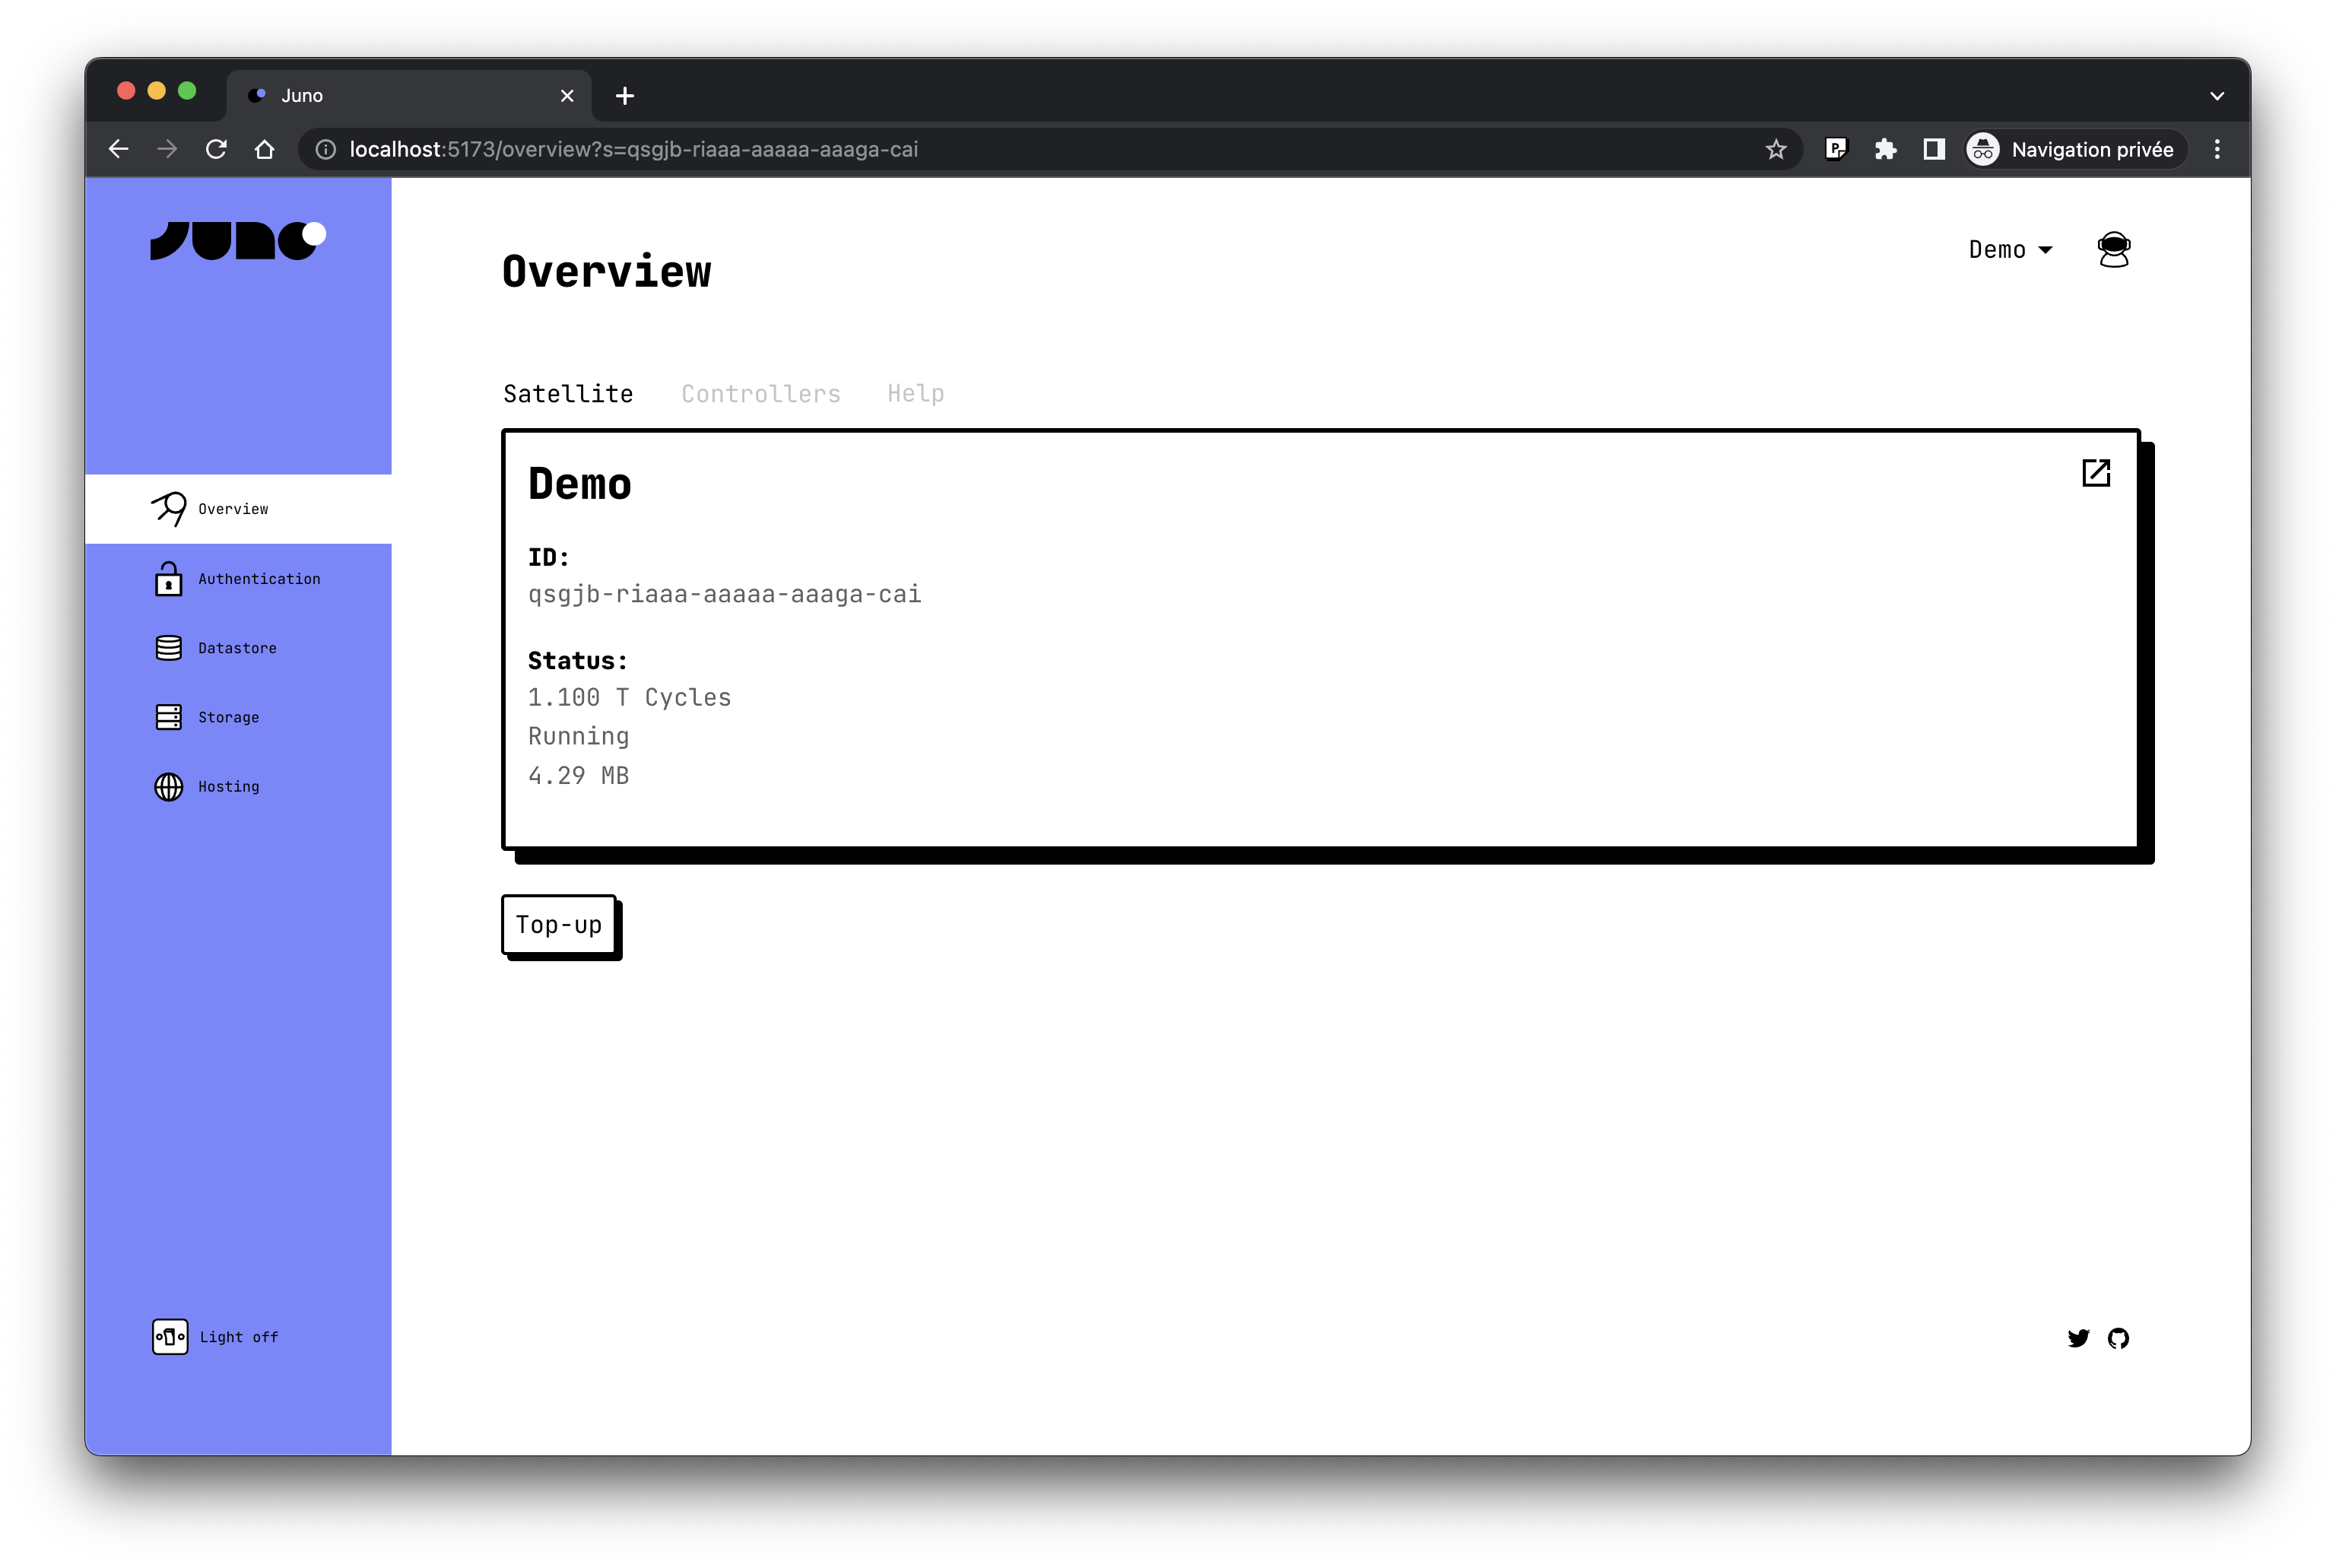 Juno
localhost:5173/overview?s=qsgjb-riaaa-aaaaa-aaaga-cai
P
Navigation privée
JUNO
Overview
Demo
Satellite Controllers Help
Demo
ID:
qsgjb-riaaa-aaaaa-aaaga-cai
Status:
1.100 T Cycles
Running
4.29 MB
Top-up
Overview
Authentication
Datastore
Storage
Hosting
Light off